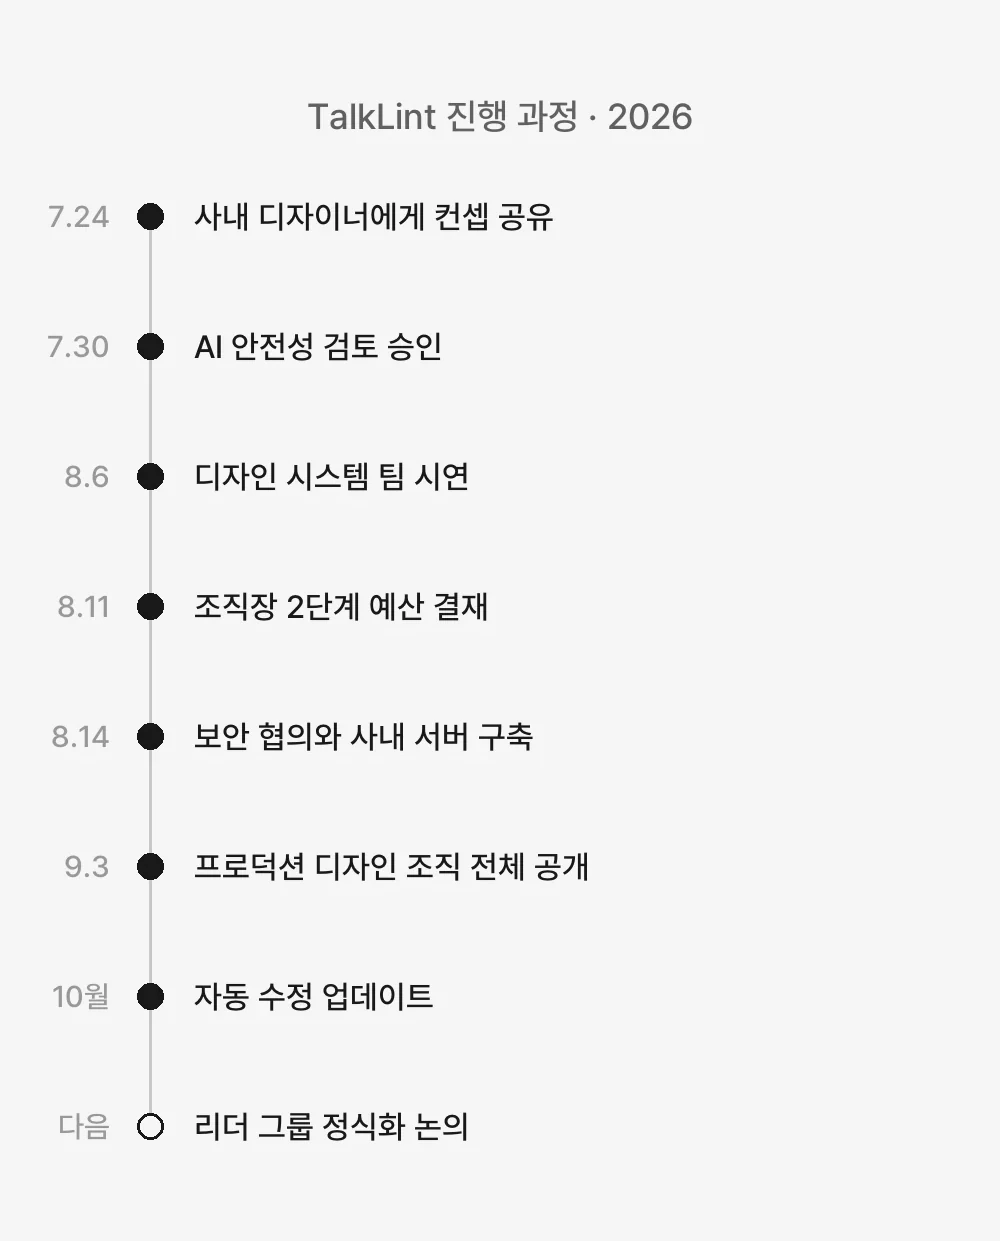 TalkLint 진행 과정 · 2026
7.24 사내 디자이너에게 컨셉 공유
7.30 AI 안전성 검토 승인
8.6 디자인 시스템 팀 시연
8.11 조직장 2단계 예산 결재
8.14 보안 협의와 사내 서버 구축
9.3 프로덕션 디자인 조직 전체 공개
10월 자동 수정 업데이트
다음 리더 그룹 정식화 논의